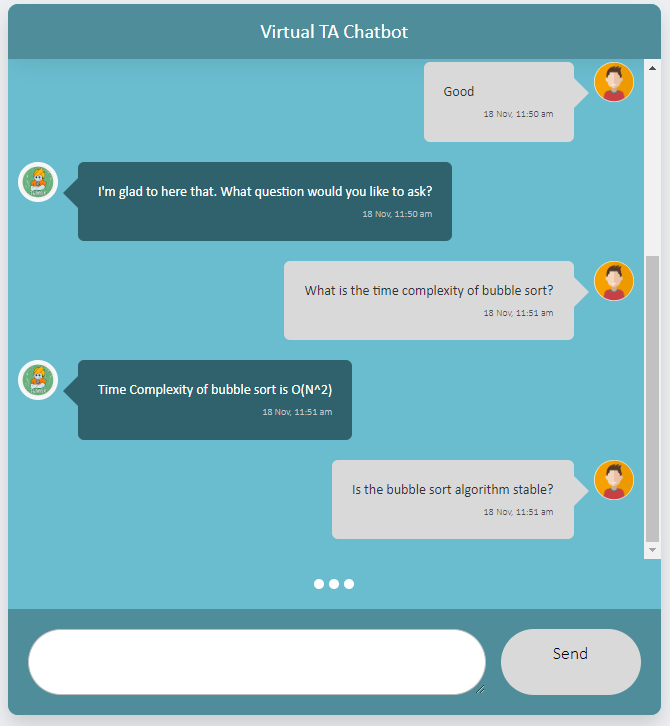 Virtual TA Chatbot
Good
18 Nov, 11:50 am
I'm glad to here that. What question would you like to ask?
18 Nov, 11:50 am
What is the time complexity of bubble sort?
18 Nov, 11:51 am
Time Complexity of bubble sort is O(N^2)
18 Nov, 11:51 am
Is the bubble sort algorithm stable?
18 Nov, 11:51 am
Send